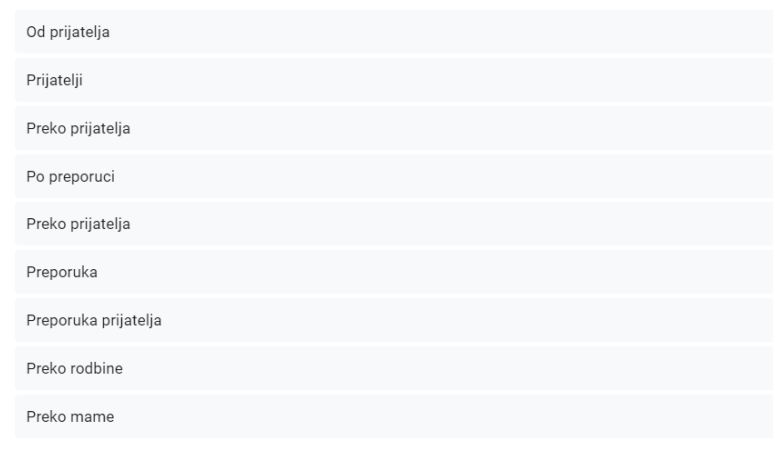 Od prijatelja
Prijatelji
Preko prijatelja
Po preporuci
Preko prijatelja
Preporuka
Preporuka prijatelja
Preko rodbine
Preko mame